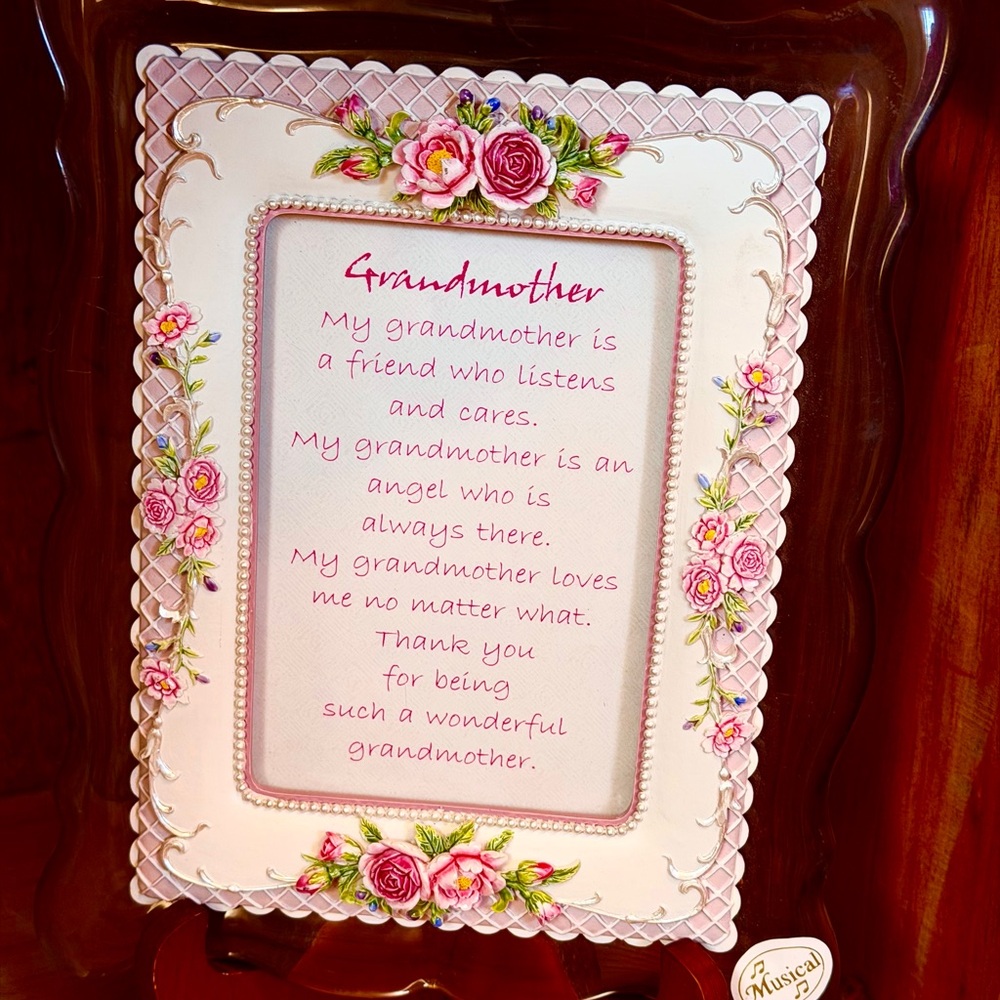 Grandmother
My grandmother is
a friend who listens
and cares.
My grandmother is an
angel who is
always there.
My grandmother loves
me no matter what.
Thank you
for being
such a wonderful
grandmother.
Musical